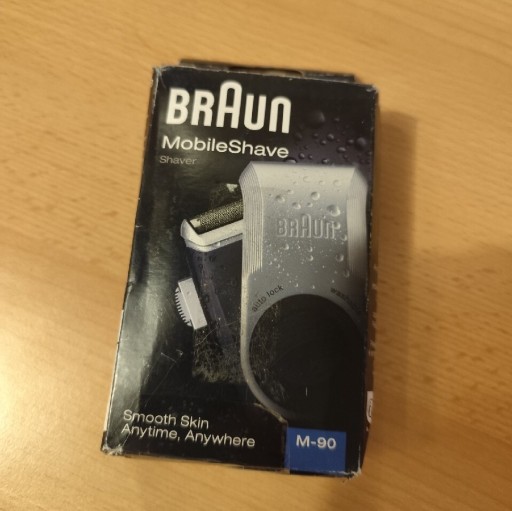 BRAUN
MobileShave
Shaver
BRAUN
auto lock
Smooth Skin
Anytime, Anywhere
M-90